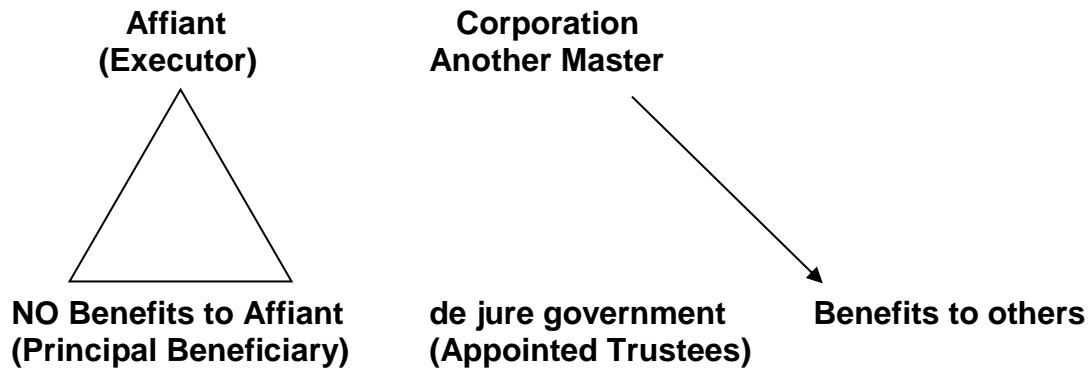 Affiant
(Executor)
Corporation
Another Master
NO Benefits to Affiant
(Principal Beneficiary)
de jure government
(Appointed Trustees)
Benefits to others